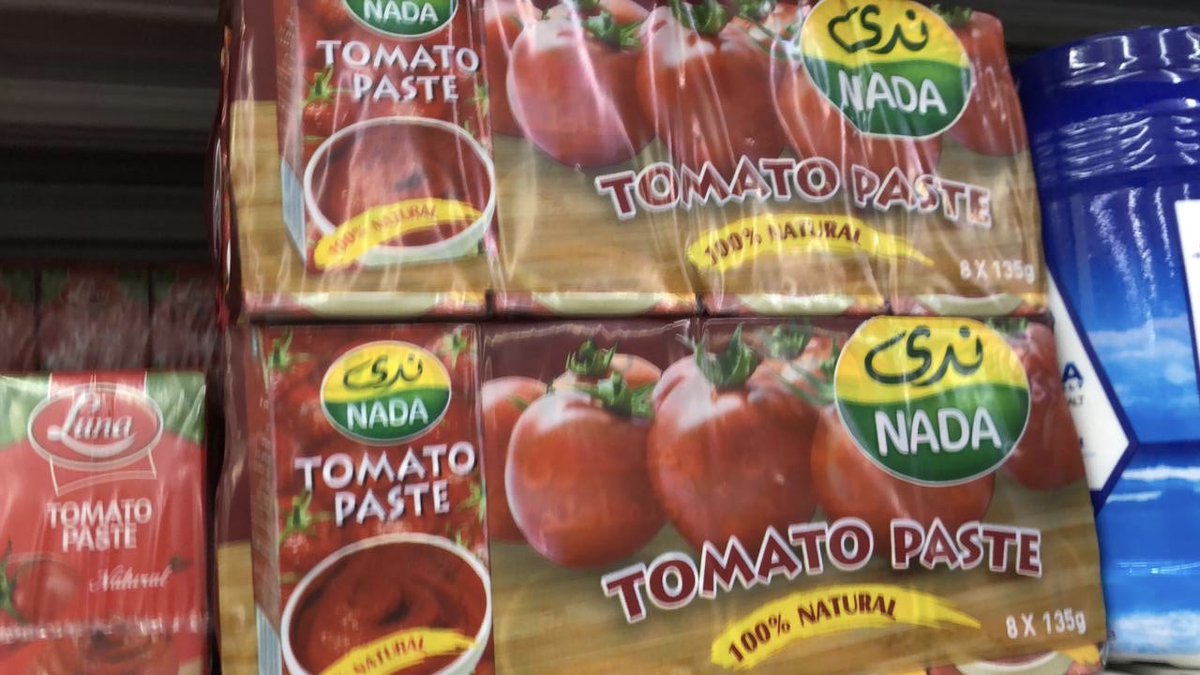 NADA
TOMATO
PASTE
100% NATURAL
ندى
NADA
TOMATO PASTE
100% NATURAL
8 X 135g
ندى
NADA
TOMATO
PASTE
NATURAL
ندى
NADA
TOMATO PASTE
100% NATURAL
8 X 135g
Luna
TOMATO
PASTE
Natural